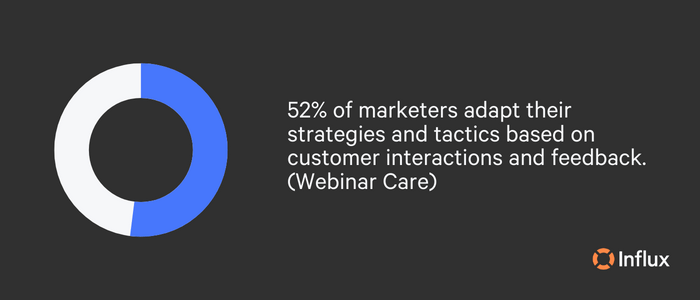 52% of marketers adapt their
strategies and tactics based on
customer interactions and feedback.
(Webinar Care)
Influx